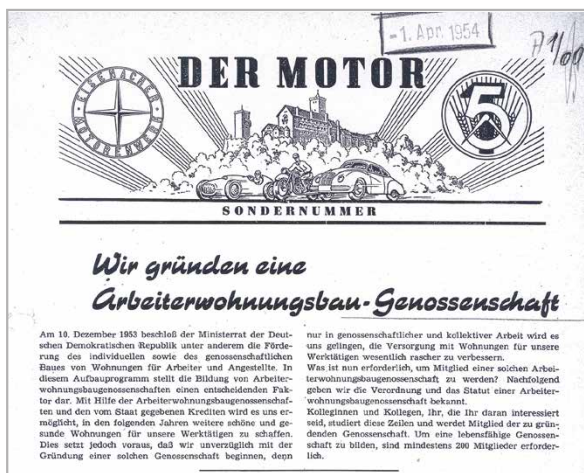 -1. Apr. 1954
DER MOTOR
EISENACHER
MOTORENWERK
5
SONDERNUMMER
Wir gründen eine
Arbeiterwohnungsbau-Genossenschaft
Am 10. Dezember 1953 beschloß der Ministerrat der Deut-
schen Demokratischen Republik unter anderem die Förde-
rung des individuellen sowie des genossenschaftlichen
Baues von Wohnungen für Arbeiter und Angestellte. In
diesem Aufbauprogramm stellt die Bildung von Arbeiter-
wohnungsbaugenossenschaften einen entscheidenden Fak-
tor dar. Mit Hilfe der Arbeiterwohnungsbaugenossenschaf-
ten und den vom Staat gegebenen Krediten wird es uns er-
möglicht, in den folgenden Jahren weitere schöne und ge-
sunde Wohnungen für unsere Werktätigen zu schaffen.
Dies setzt jedoch voraus, daß wir unverzüglich mit der
Gründung einer solchen Genossenschaft beginnen, denn
nur in genossenschaftlicher und kollektiver Arbeit wird es
uns gelingen, die Versorgung mit Wohnungen für unsere
Werktätigen wesentlich rascher zu verbessern.
Was ist nun erforderlich, um Mitglied einer solchen Arbei-
terwohnungsbaugenossenschaft zu werden? Nachfolgend
geben wir die Verordnung und das Statut einer Arbeiter-
wohnungsbaugenossenschaft bekannt.
Kolleginnen und Kollegen, Ihr, die Ihr daran interessiert
seid, studiert diese Zeilen und werdet Mitglied der zu grün-
denden Genossenschaft. Um eine lebensfähige Genossen-
schaft zu bilden, sind mindestens 200 Mitglieder erforder-
lich.